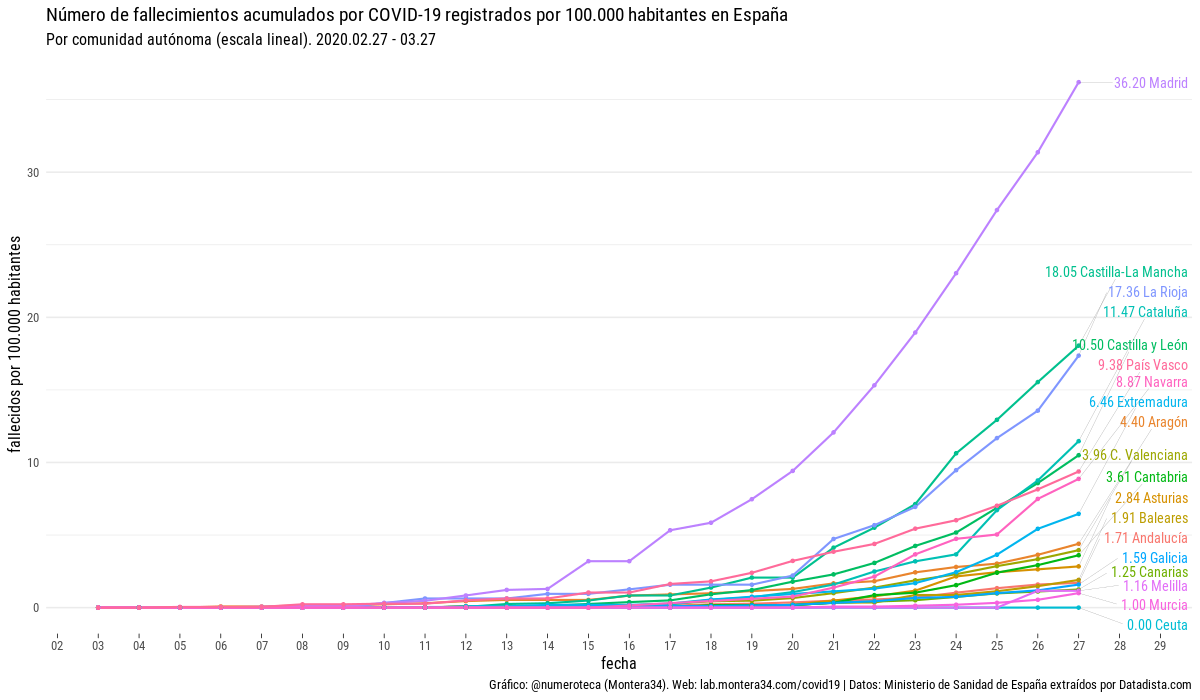 Número de fallecimientos acumulados por COVID-19 registrados por 100.000 habitantes en España
Por comunidad autónoma (escala lineal). 2020.02.27 - 03.27
fallecidos por 100.000 habitantes
30
20
10
0
36.20 Madrid
18.05 Castilla-La Mancha
17.36 La Rioja
11.47 Cataluña
10.50 Castilla y León
9.38 País Vasco
8.87 Navarra
6.46 Extremadura
4.40 Aragón
3.96 C. Valenciana
3.61 Cantabria
2.84 Asturias
1.91 Baleares
1.71 Andalucía
1.59 Galicia
1.25 Canarias
1.16 Melilla
1.00 Murcia
0.00 Ceuta
02 03 04 05 06 07 08 09 10 11 12 13 14 15 16 17 18 19 20 21 22 23 24 25 26 27 28 29
fecha
Gráfico: @numeroteca (Montera34). Web: lab.montera34.com/covid19 | Datos: Ministerio de Sanidad de España extraídos por Datadista.com